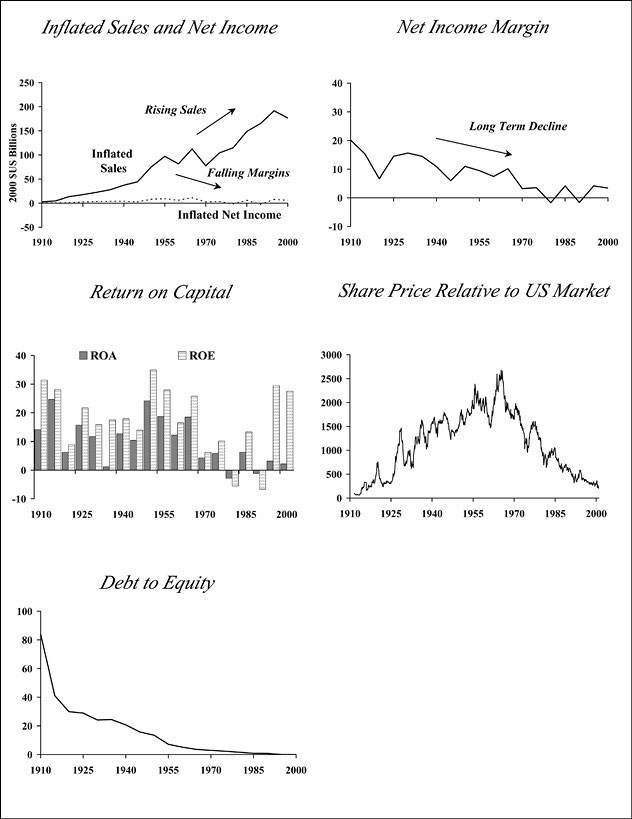 Inflated Sales and Net Income
250
200
150
100
50
0
-50
2000 $US Billions
Rising Sales
Inflated
Sales
Falling Margins
Inflated Net Income
1910 1925 1940 1955 1970 1985 2000
Net Income Margin
40
30
20
10
0
-10
Long Term Decline
1910 1925 1940 1955 1970 1985 2000
Return on Capital
ROA ROE
40
30
20
10
0
-10
1910 1925 1940 1955 1970 1985 2000
Share Price Relative to US Market
3000
2500
2000
1500
1000
500
0
1910 1925 1940 1955 1970 1985 2000
Debt to Equity
100
80
60
40
20
0
1910 1925 1940 1955 1970 1985 2000